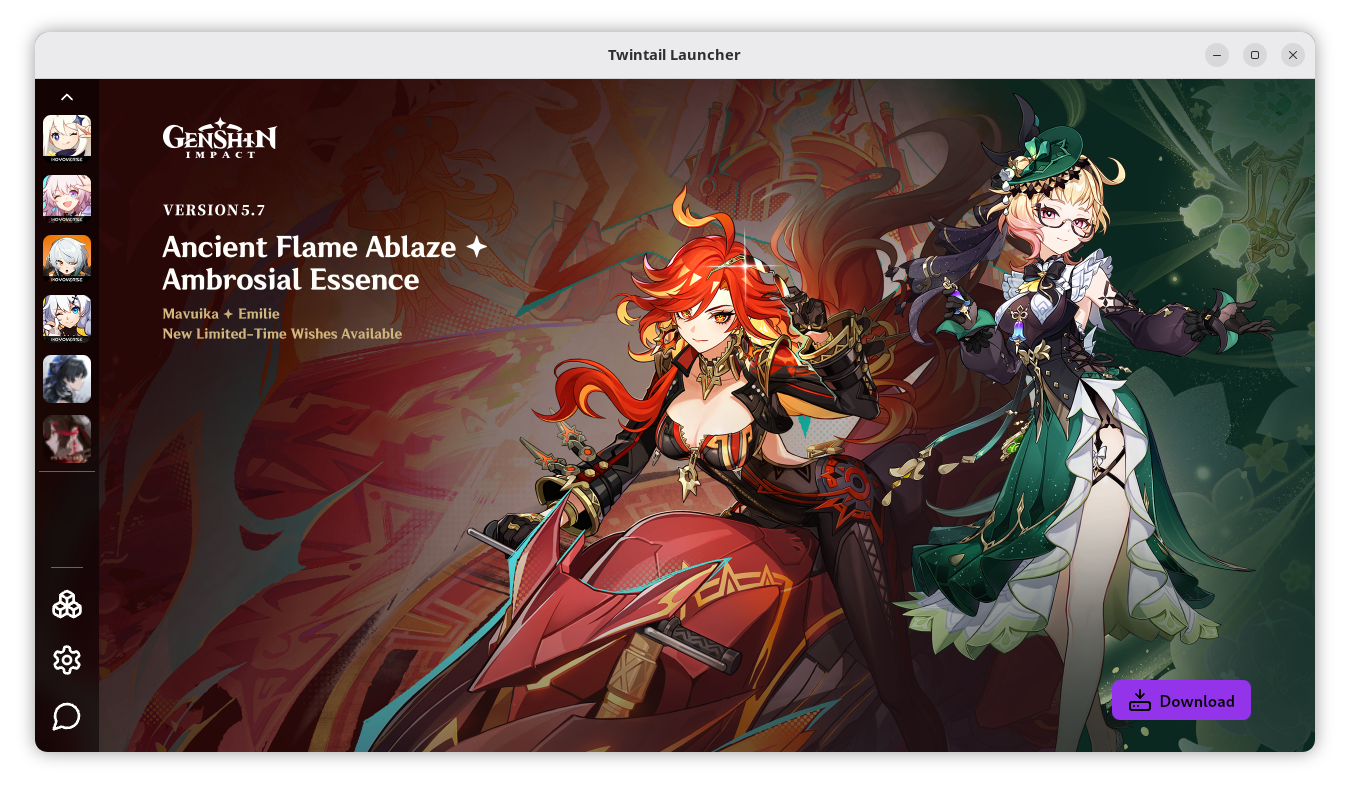 Twintail Launcher
GENSHIN
IMPACT
HOYOVERSE
HOYOVERSE
HOYOVERSE
HOYOVERSE
VERSION 5.7
Ancient Flame Ablaze ✦
Ambrosial Essence
Mavuika ✦ Emilie
New Limited-Time Wishes Available
Download